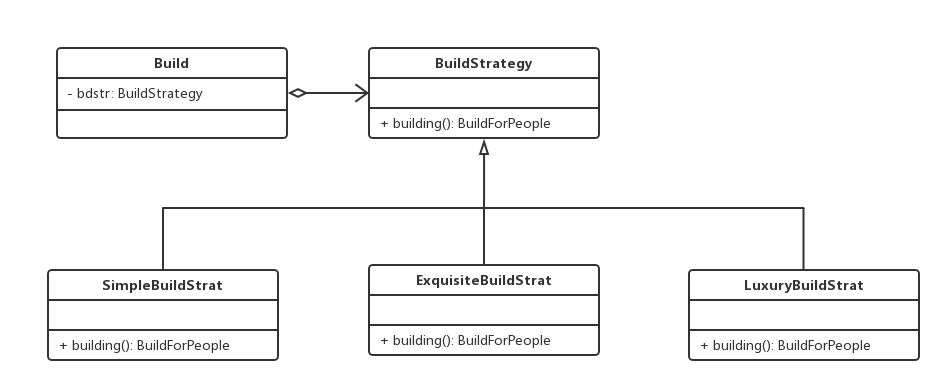 Build
- bdstr: BuildStrategy
BuildStrategy
+ building(): BuildForPeople
SimpleBuildStrat
+ building(): BuildForPeople
ExquisiteBuildStrat
+ building(): BuildForPeople
LuxuryBuildStrat
+ building(): BuildForPeople